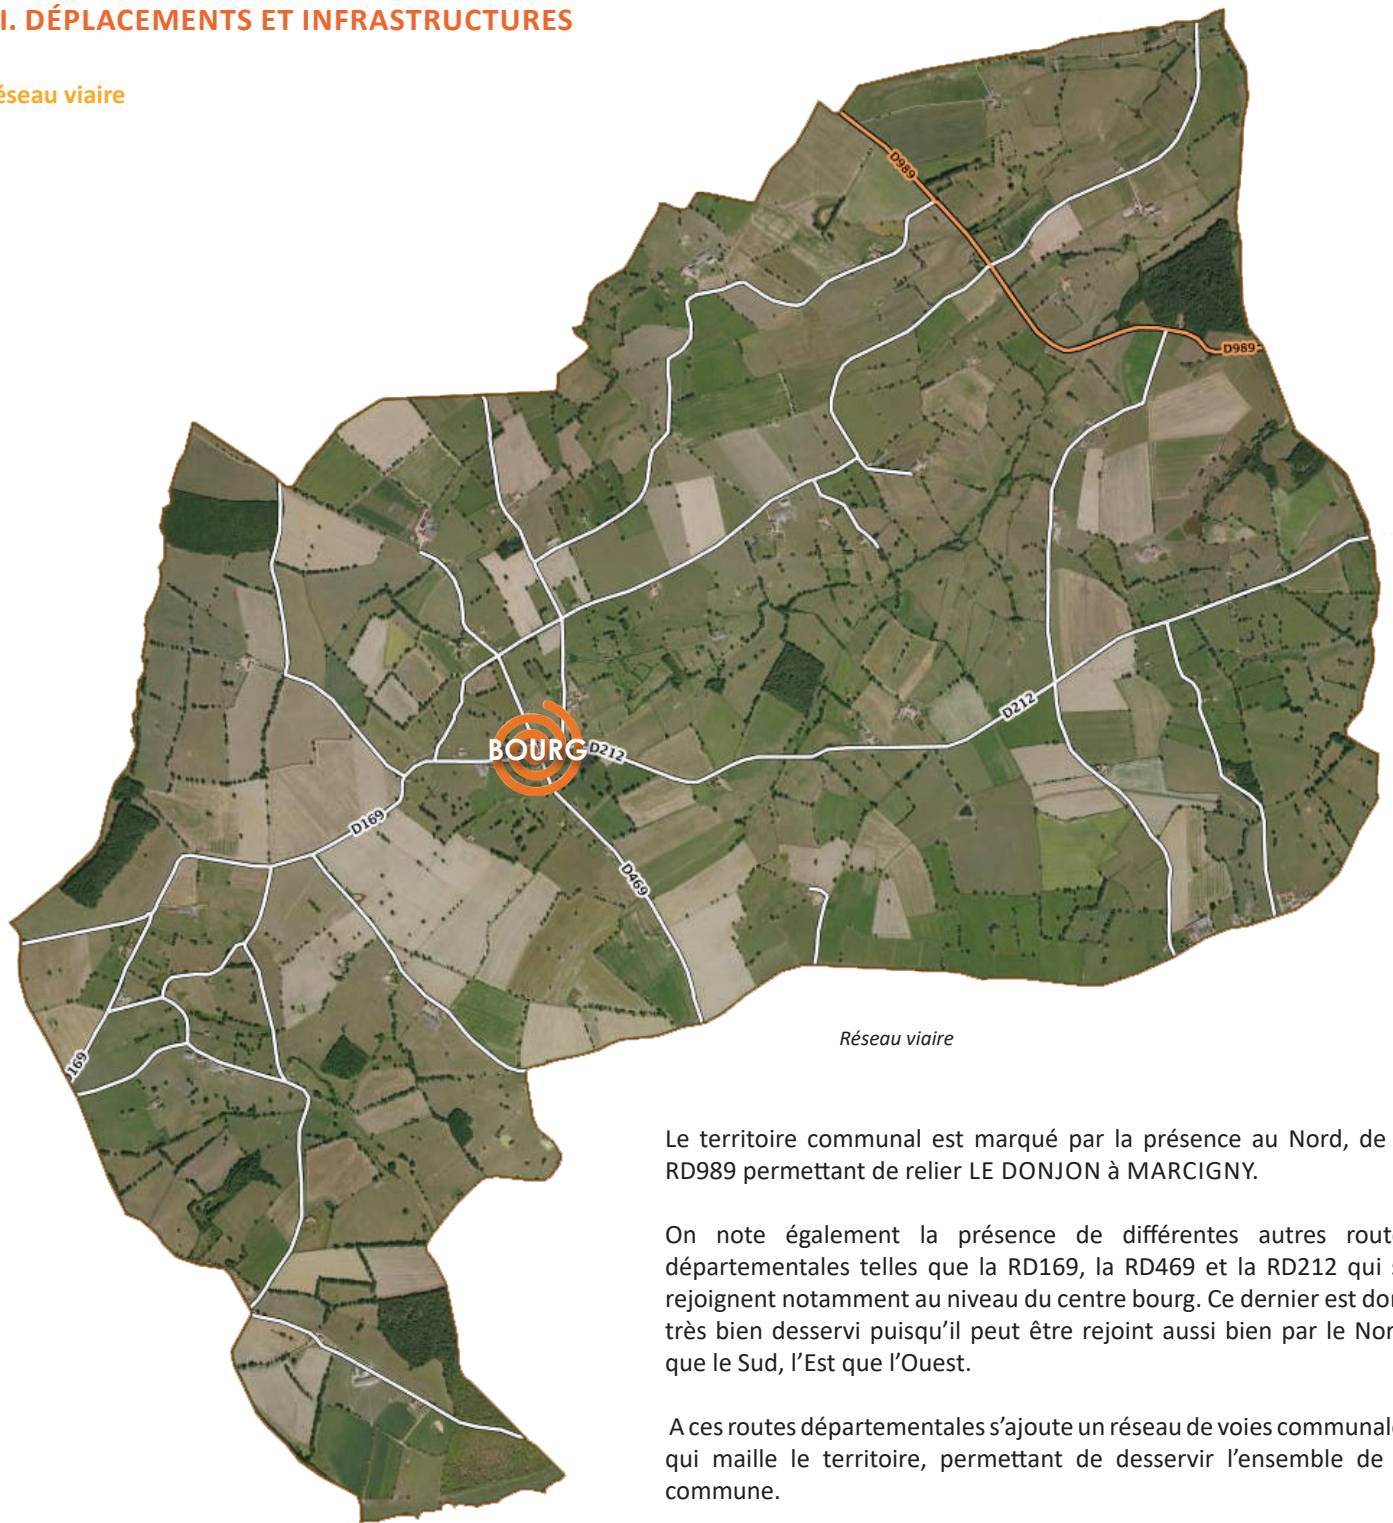 I. DÉPLACEMENTS ET INFRASTRUCTURES
éseau viaire
D989
D989
D212
BOURG
D212
D169
D469
169
Réseau viaire
Le territoire communal est marqué par la présence au Nord, de
RD989 permettant de relier LE DONJON à MARCIGNY.
On note également la présence de différentes autres route
départementales telles que la RD169, la RD469 et la RD212 qui s
rejoignent notamment au niveau du centre bourg. Ce dernier est don
très bien desservi puisqu'il peut être rejoint aussi bien par le Nor
que le Sud, l'Est que l'Ouest.
A ces routes départementales s'ajoute un réseau de voies communale
qui maille le territoire, permettant de desservir l'ensemble de
commune.